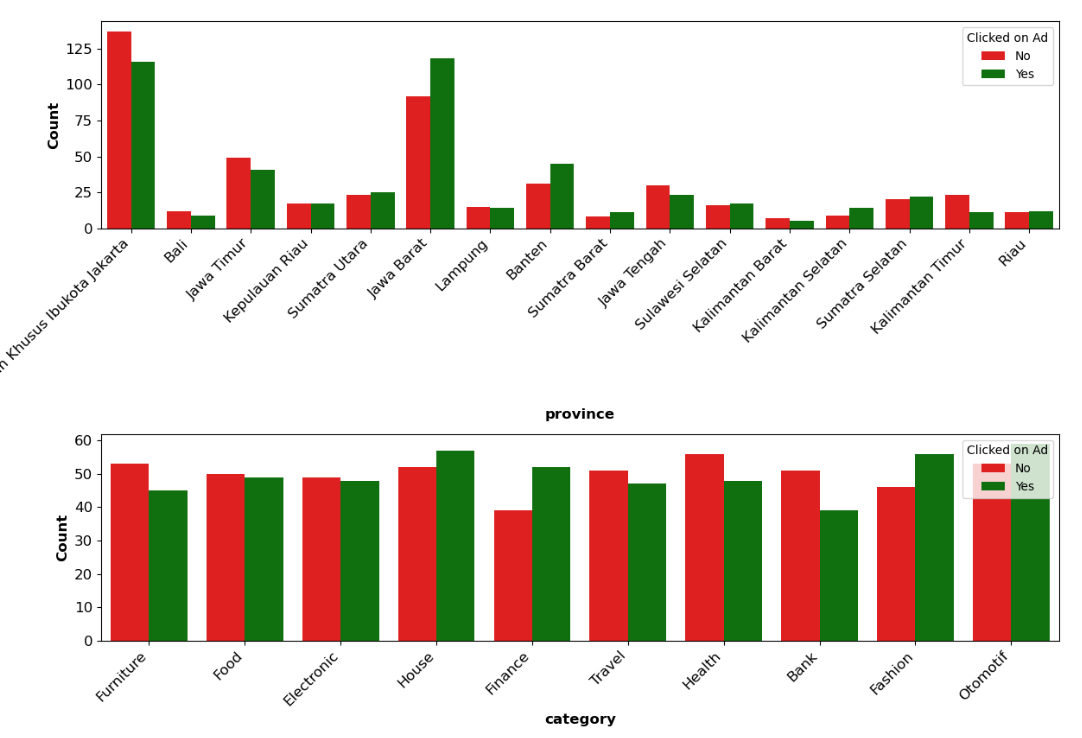 Clicked on Ad
No
Yes
125
100
75
50
25
0
Count
Khusus Ibukota Jakarta
Bali
Jawa Timur
Kepulauan Riau
Sumatra Utara
Jawa Barat
Lampung
Banten
Sumatra Barat
Jawa Tengah
Sulawesi Selatan
Kalimantan Barat
Kalimantan Selatan
Sumatra Selatan
Kalimantan Timur
Riau
province
Clicked on Ad
No
Yes
60
50
40
30
20
10
0
Count
Furniture
Food
Electronic
House
Finance
Travel
Health
Bank
Fashion
Otomotif
category